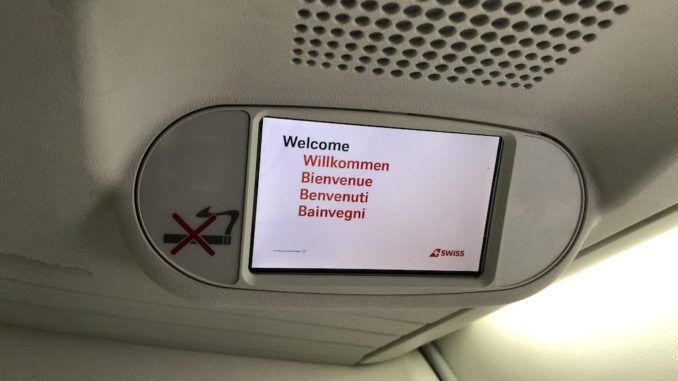 Welcome
Willkommen
Bienvenue
Benvenuti
Bainvegni
SWISS